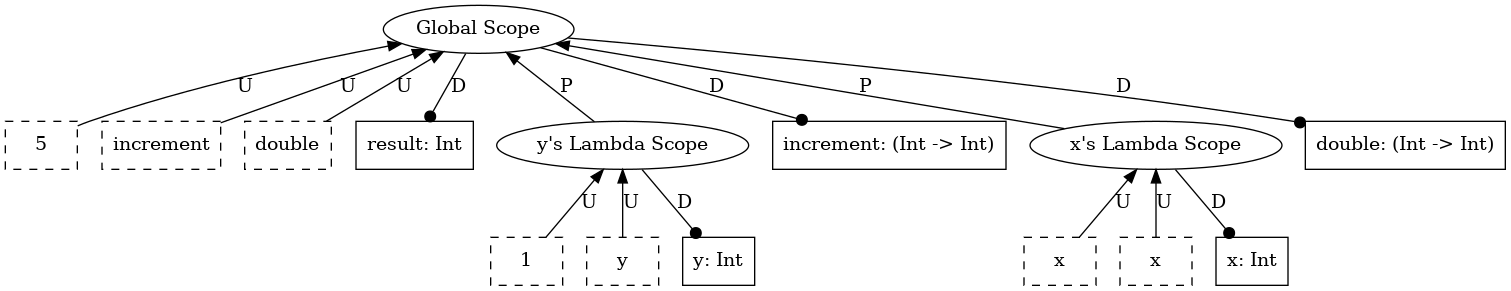 Global Scope
U
U
U
D
P
D
P
D
5
increment
double
result: Int
y's Lambda Scope
increment: (Int -> Int)
x's Lambda Scope
double: (Int -> Int)
U
U
D
U
U
D
1
y
y: Int
x
x
x: Int